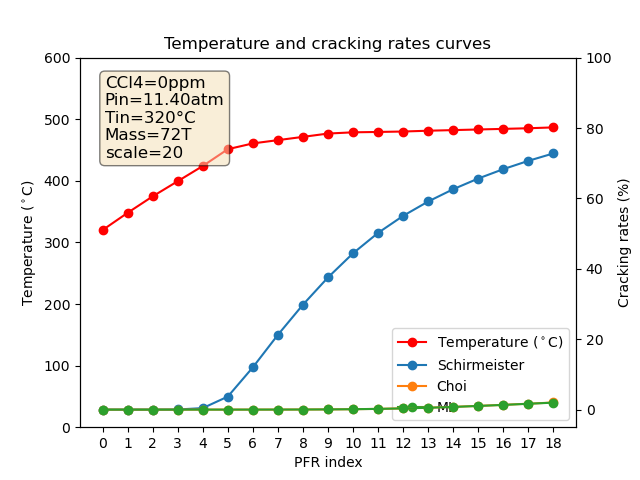 Temperature and cracking rates curves
CCl4=0ppm
Pin=11.40atm
Tin=320°C
Mass=72T
scale=20
600
500
400
300
200
100
0
Temperature (°C)
100
80
60
40
20
0
Cracking rates (%)
Temperature (°C)
Schirmeister
Choi
0 1 2 3 4 5 6 7 8 9 10 11 12 13 14 15 16 17 18
PFR index